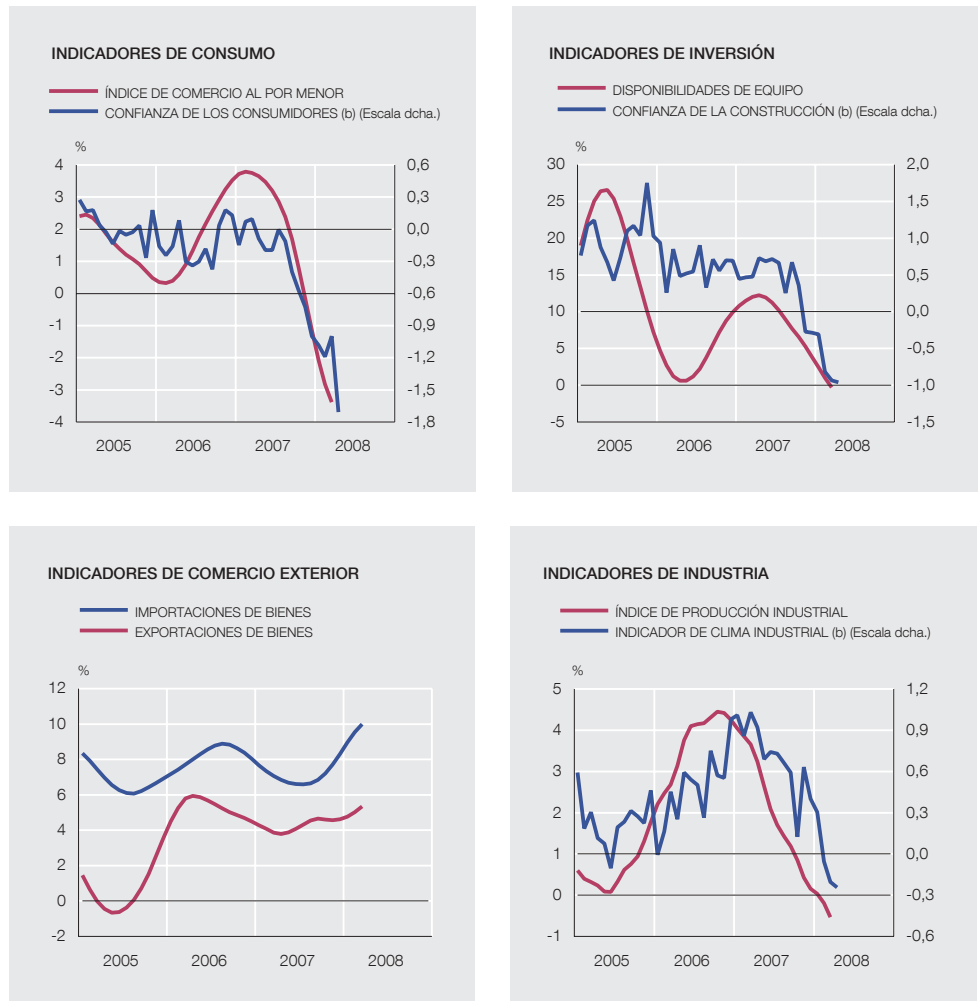 INDICADORES DE CONSUMO
ÍNDICE DE COMERCIO AL POR MENOR
CONFIANZA DE LOS CONSUMIDORES (b) (Escala dcha.)
%
4 0,6
3 0,3
2 0,0
1 -0,3
0 -0,6
-1 -0,9
-2 -1,2
-3 -1,5
-4 -1,8
2005 2006 2007 2008
INDICADORES DE INVERSIÓN
DISPONIBILIDADES DE EQUIPO
CONFIANZA DE LA CONSTRUCCIÓN (b) (Escala dcha.)
%
30 2,0
25 1,5
20 1,0
15 0,5
10 0,0
5 -0,5
0 -1,0
-5 -1,5
2005 2006 2007 2008
INDICADORES DE COMERCIO EXTERIOR
IMPORTACIONES DE BIENES
EXPORTACIONES DE BIENES
%
12
10
8
6
4
2
0
-2
2005 2006 2007 2008
INDICADORES DE INDUSTRIA
ÍNDICE DE PRODUCCIÓN INDUSTRIAL
INDICADOR DE CLIMA INDUSTRIAL (b) (Escala dcha.)
%
5 1,2
4 0,9
3 0,6
2 0,3
1 0,0
0 -0,3
-1 -0,6
2005 2006 2007 2008